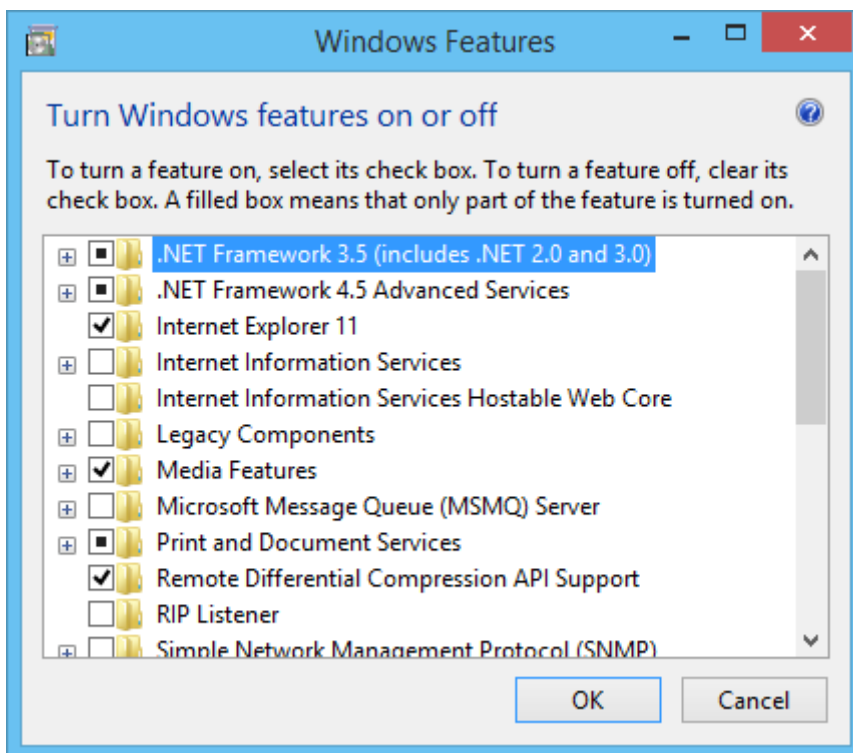 Windows Features
Turn Windows features on or off
To turn a feature on, select its check box. To turn a feature off, clear its
check box. A filled box means that only part of the feature is turned on.
.NET Framework 3.5 (includes .NET 2.0 and 3.0)
.NET Framework 4.5 Advanced Services
Internet Explorer 11
Internet Information Services
Internet Information Services Hostable Web Core
Legacy Components
Media Features
Microsoft Message Queue (MSMQ) Server
Print and Document Services
Remote Differential Compression API Support
RIP Listener
Simple Network Management Protocol (SNMP)
OK Cancel